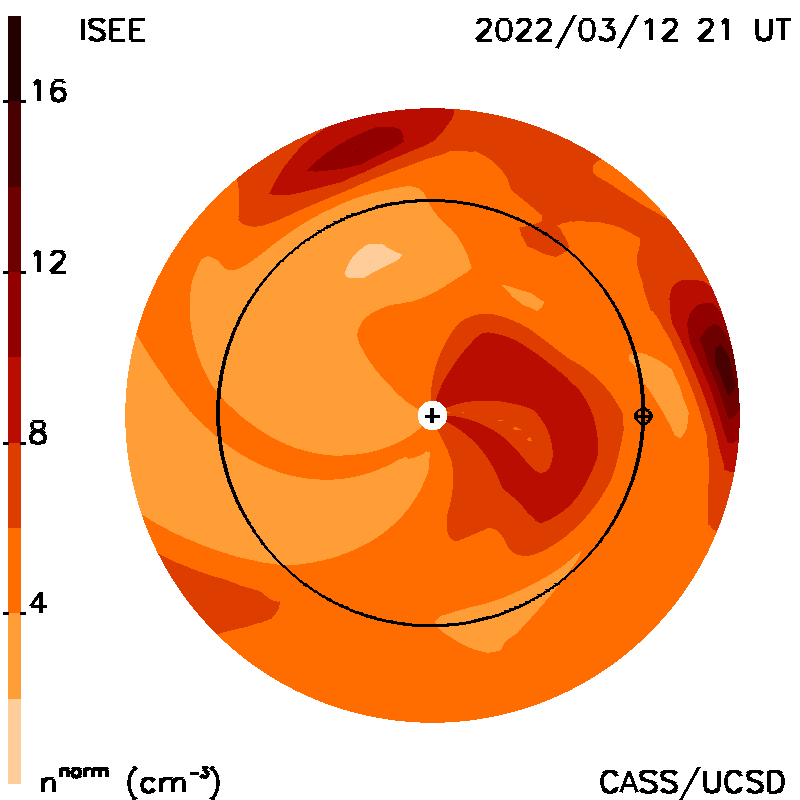 ISEE 2022/03/12 21 UT
16
12
8
4
n^norm (cm^-3) CASS/UCSD